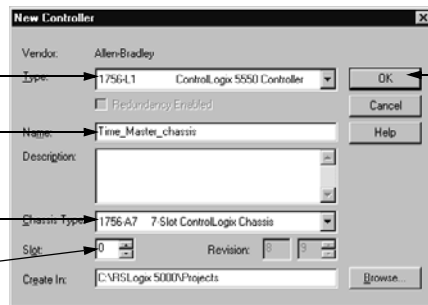 New Controller
Vendor: Allen-Bradley
Type: 1756-L1 ControlLogix 5550 Controller OK
Redundancy Enabled Cancel
Name: Time_Master_chassis Help
Description:
Chassis Type: 1756-A7 7-Slot ControlLogix Chassis
Slot: 0 Revision: 8 9
Create In: C:\RSLogix 5000\Projects Browse...